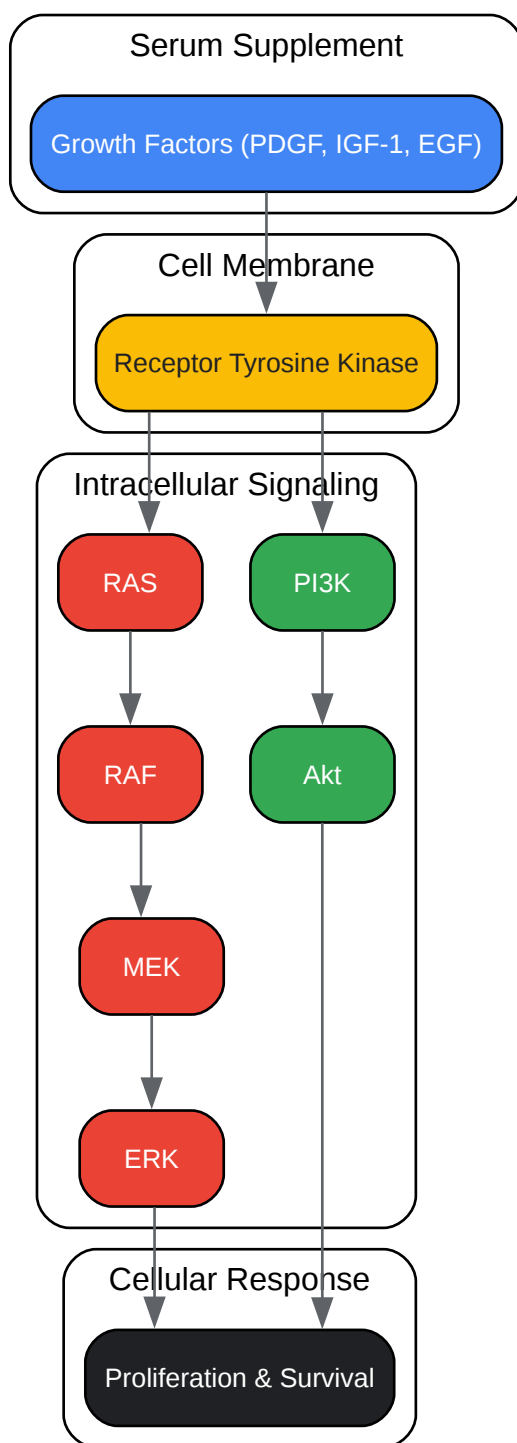 Serum Supplement
Growth Factors (PDGF, IGF-1, EGF)
Cell Membrane
Receptor Tyrosine Kinase
Intracellular Signaling
RAS
PI3K
RAF
Akt
MEK
ERK
Cellular Response
Proliferation & Survival